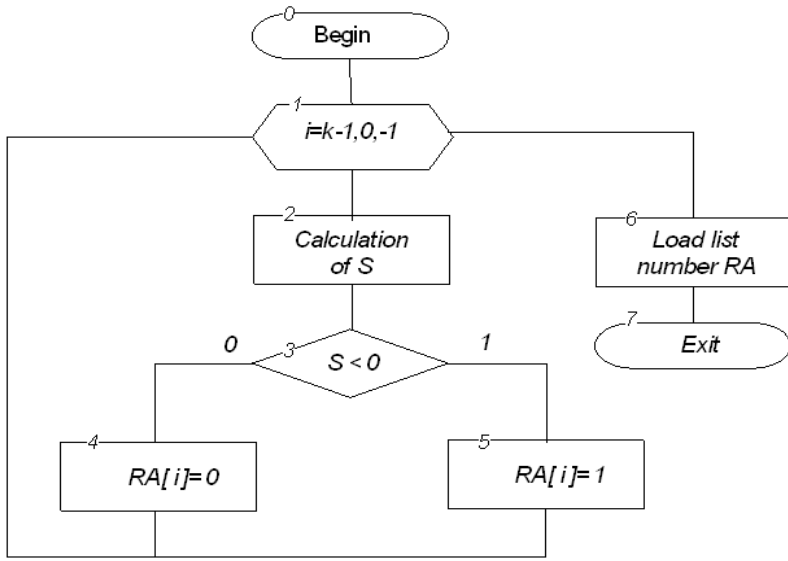 0
Begin
1
i=k-1,0,-1
2
Calculation
of S
6
Load list
number RA
3
S < 0
0
1
7
Exit
4
RA[ i]= 0
5
RA[ i]= 1